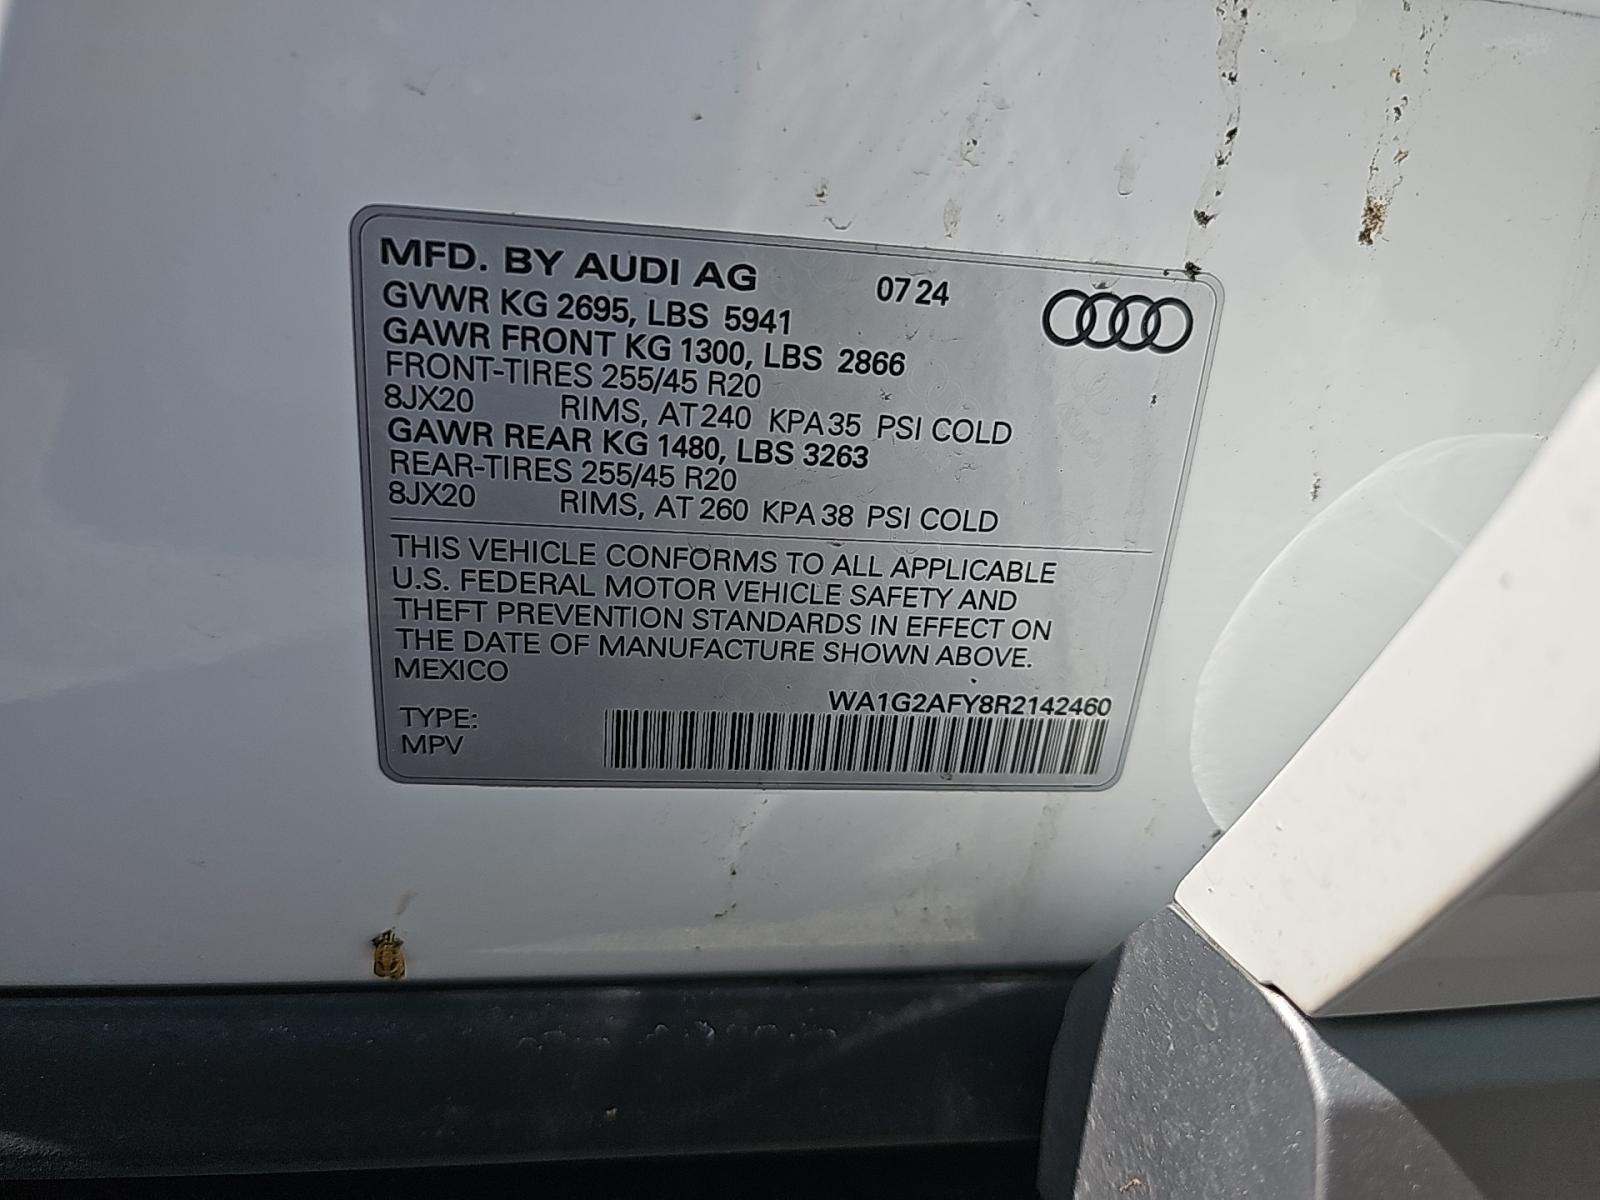 MFD. BY AUDI AG 07 24
GVWR KG 2695, LBS 5941
GAWR FRONT KG 1300, LBS 2866
FRONT-TIRES 255/45 R20
8JX20 RIMS, AT 240 KPA 35 PSI COLD
GAWR REAR KG 1480, LBS 3263
REAR-TIRES 255/45 R20
8JX20 RIMS, AT 260 KPA 38 PSI COLD
THIS VEHICLE CONFORMS TO ALL APPLICABLE
U.S. FEDERAL MOTOR VEHICLE SAFETY AND
THEFT PREVENTION STANDARDS IN EFFECT ON
THE DATE OF MANUFACTURE SHOWN ABOVE.
MEXICO
WA1G2AFY8R2142460
TYPE:
MPV